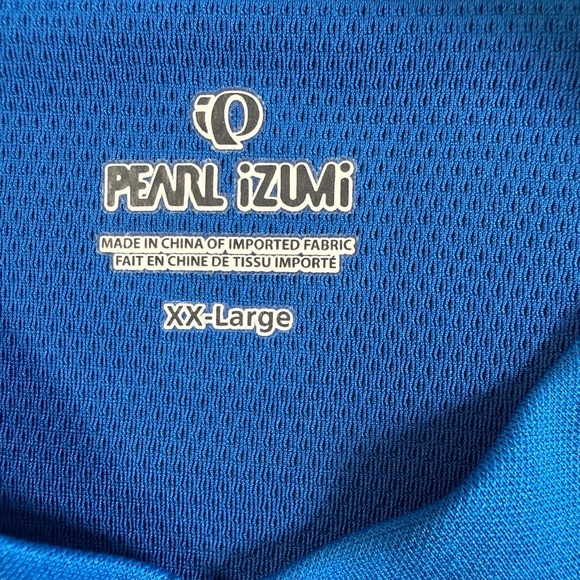 PEARL iZUMi
MADE IN CHINA OF IMPORTED FABRIC
FAIT EN CHINE DE TISSU IMPORTÉ
XX-Large